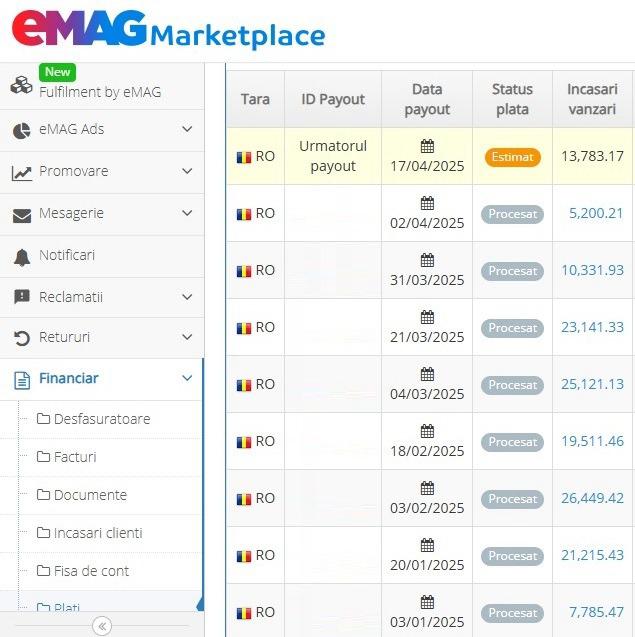 eMAG Marketplace
New
Fulfilment by eMAG
eMAG Ads
Promovare
Mesagerie
Notificari
Reclamatii
Retururi
Financiar
Desfasuratoare
Facturi
Documente
Incasari clienti
Fisa de cont
Plati
Tara ID Payout Data payout Status plata Incasari vanzari
RO Urmatorul payout 17/04/2025 Estimat 13,783.17
RO 02/04/2025 Procesat 5,200.21
RO 31/03/2025 Procesat 10,331.93
RO 21/03/2025 Procesat 23,141.33
RO 04/03/2025 Procesat 25,121.13
RO 18/02/2025 Procesat 19,511.46
RO 03/02/2025 Procesat 26,449.42
RO 20/01/2025 Procesat 21,215.43
RO 03/01/2025 Procesat 7,785.47